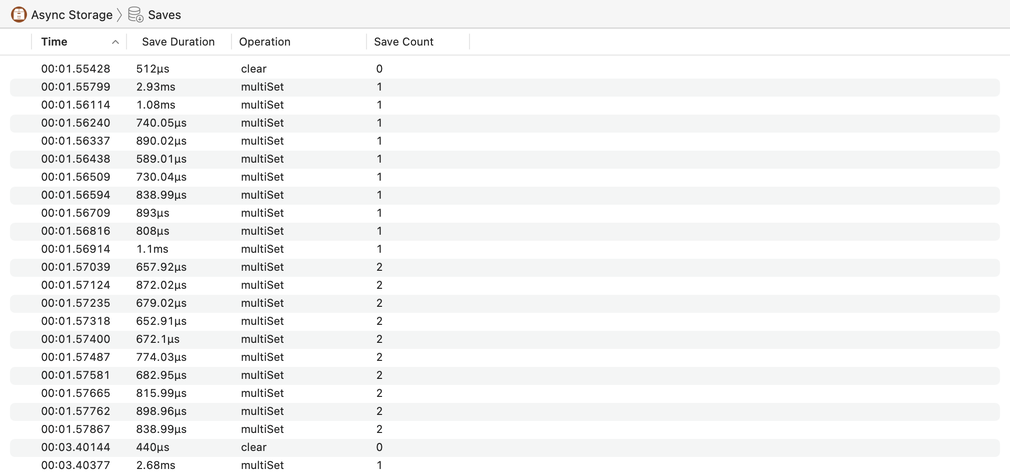 Async Storage 〉 Saves
Time Save Duration Operation Save Count
00:01.55428 512µs clear 0
00:01.55799 2.93ms multiSet 1
00:01.56114 1.08ms multiSet 1
00:01.56240 740.05µs multiSet 1
00:01.56337 890.02µs multiSet 1
00:01.56438 589.01µs multiSet 1
00:01.56509 730.04µs multiSet 1
00:01.56594 838.99µs multiSet 1
00:01.56709 893µs multiSet 1
00:01.56816 808µs multiSet 1
00:01.56914 1.1ms multiSet 1
00:01.57039 657.92µs multiSet 2
00:01.57124 872.02µs multiSet 2
00:01.57235 679.02µs multiSet 2
00:01.57318 652.91µs multiSet 2
00:01.57400 672.1µs multiSet 2
00:01.57487 774.03µs multiSet 2
00:01.57581 682.95µs multiSet 2
00:01.57665 815.99µs multiSet 2
00:01.57762 898.96µs multiSet 2
00:01.57867 838.99µs multiSet 2
00:03.40144 440µs clear 0
00:03.40377 2.68ms multiSet 1